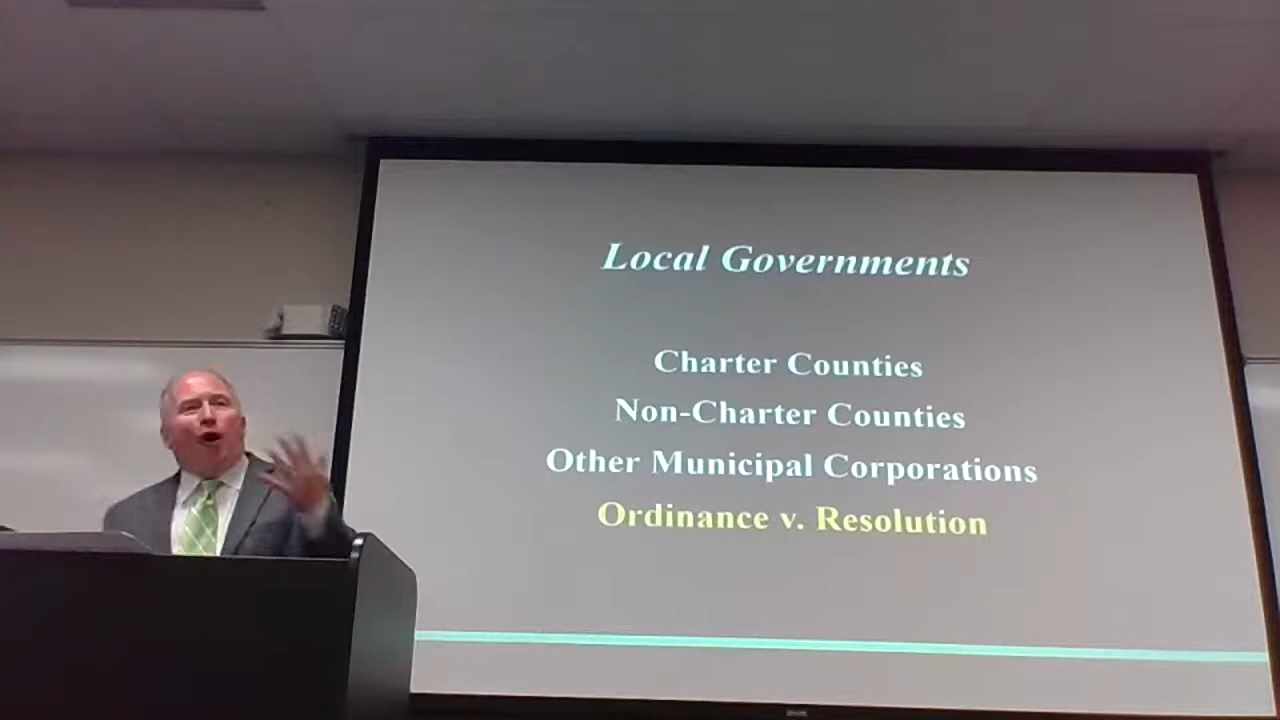 Local Governments
Charter Counties
Non-Charter Counties
Other Municipal Corporations
Ordinance v. Resolution